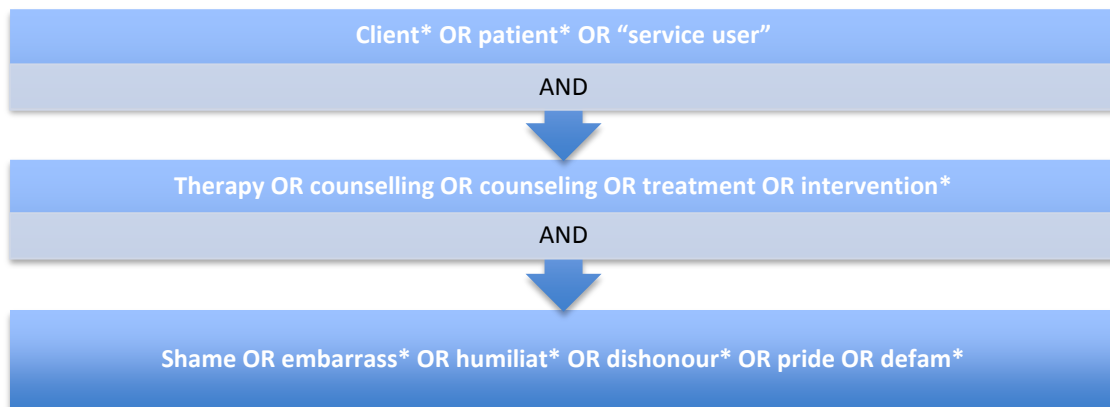 Client* OR patient* OR “service user”
AND
Therapy OR counselling OR counseling OR treatment OR intervention*
AND
Shame OR embarrass* OR humiliat* OR dishonour* OR pride OR defam*